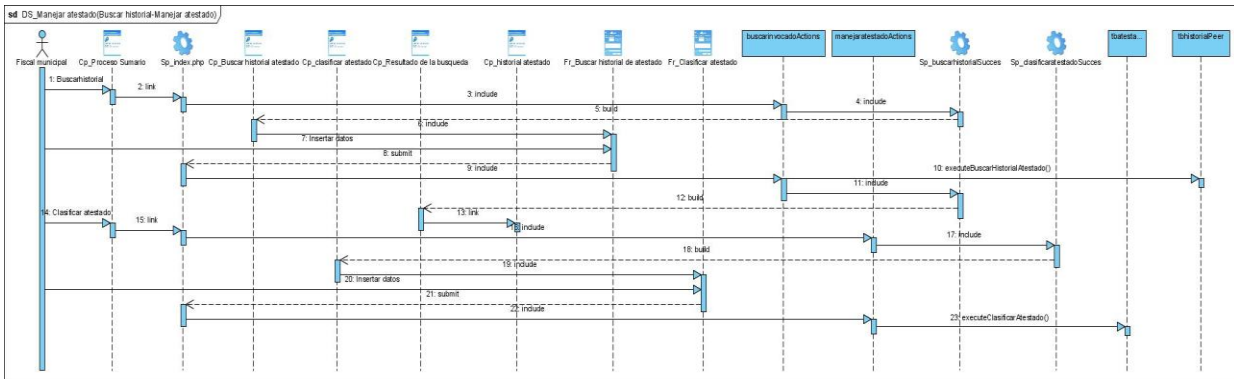 sd DS_Manejar atestado(Buscar historial-Manejar atestado)
buscarinvocadoActions
manejaratestadoActions
tbatesta...
tbhistorialPeer
Fiscal municipal
Cp_Proceso Sumario
Sp_index.php
Cp_Buscar historial atestado
Cp_clasificar atestado
Cp_Resultado de la busqueda
Cp_historial atestado
Fr_Buscar historial de atestado
Fr_Clasificar atestado
Sp_buscarhistorialSucces
Sp_clasificaratestadoSucces
1: Buscarhistorial
2: link
3: include
4: include
5: build
6: include
7: Insertar datos
8: submit
9: include
10: executeBuscarHistorialAtestado()
11: include
12: build
13: link
14: Clasificar atestado
15: link
16: include
17: include
18: build
19: include
20: Insertar datos
21: submit
22: include
23: executeClasificarAtestado()